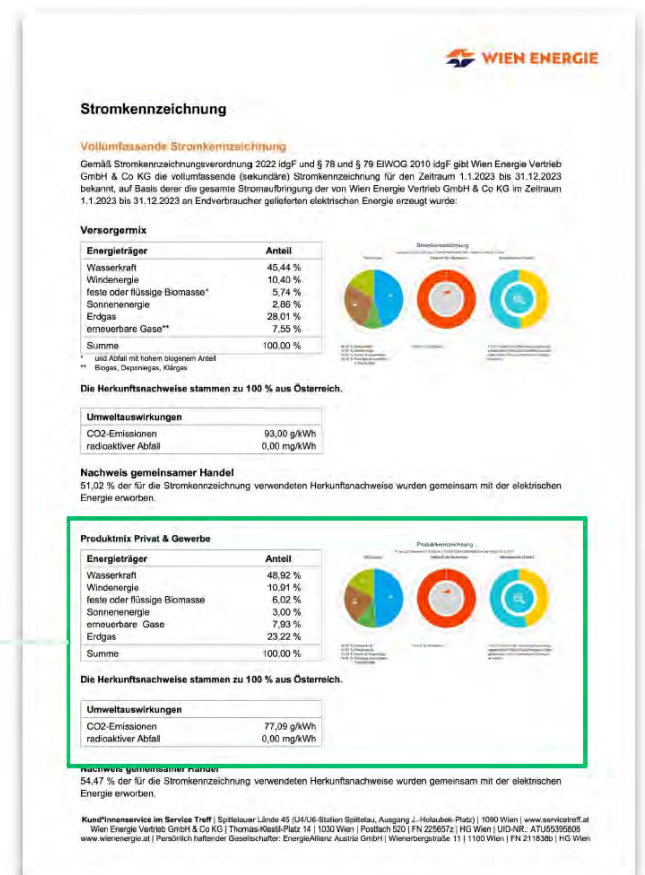 WIEN ENERGIE
Stromkennzeichnung
Vollumfassende Stromkennzeichnung
Gemäß Stromkennzeichnungsverordnung 2022 idgF und § 78 und § 79 ElWOG 2010 idgF gibt Wien Energie Vertrieb
GmbH & Co KG die vollumfassende (sekundäre) Stromkennzeichnung für den Zeitraum 1.1.2023 bis 31.12.2023
bekannt, auf Basis derer die gesamte Stromaufbringung der von Wien Energie Vertrieb GmbH & Co KG im Zeitraum
1.1.2023 bis 31.12.2023 an Endverbraucher gelieferten elektrischen Energie erzeugt wurde:
Versorgermix
Energieträger Anteil
Wasserkraft 45,44 %
Windenergie 10,40 %
feste oder flüssige Biomasse* 5,74 %
Sonnenenergie 2,86 %
Erdgas 28,01 %
erneuerbare Gase** 7,55 %
Summe 100,00 %
* und Abfall mit hohem biogenem Anteil
** Biogas, Deponiegas, Klärgas
Stromkennzeichnung
Die Herkunftsnachweise stammen zu 100 % aus Österreich.
Umweltauswirkungen
CO2-Emissionen 93,00 g/kWh
radioaktiver Abfall 0,00 mg/kWh
Nachweis gemeinsamer Handel
51,02 % der für die Stromkennzeichnung verwendeten Herkunftsnachweise wurden gemeinsam mit der elektrischen
Energie erworben.
Produktmix Privat & Gewerbe
Energieträger Anteil
Wasserkraft 48,92 %
Windenergie 10,91 %
feste oder flüssige Biomasse 6,02 %
Sonnenenergie 3,00 %
erneuerbare Gase 7,93 %
Erdgas 23,22 %
Summe 100,00 %
Produktkennzeichnung
Die Herkunftsnachweise stammen zu 100 % aus Österreich.
Umweltauswirkungen
CO2-Emissionen 77,09 g/kWh
radioaktiver Abfall 0,00 mg/kWh
Nachweis gemeinsamer Handel
54,47 % der für die Stromkennzeichnung verwendeten Herkunftsnachweise wurden gemeinsam mit der elektrischen
Energie erworben.
Kund*innenservice im Service Treff | Spittelauer Lände 45 (U4/U6-Station Spittelau, Ausgang J.-Holaubek-Platz) | 1090 Wien | www.servicetreff.at
Wien Energie Vertrieb GmbH & Co KG | Thomas-Klestil-Platz 14 | 1030 Wien | Postfach 520 | FN 225657z | HG Wien | UID-NR.: ATU55395806
www.wienenergie.at | Persönlich haftender Gesellschafter: EnergieAllianz Austria GmbH | Wienerbergstraße 11 | 1100 Wien | FN 211838b | HG Wien